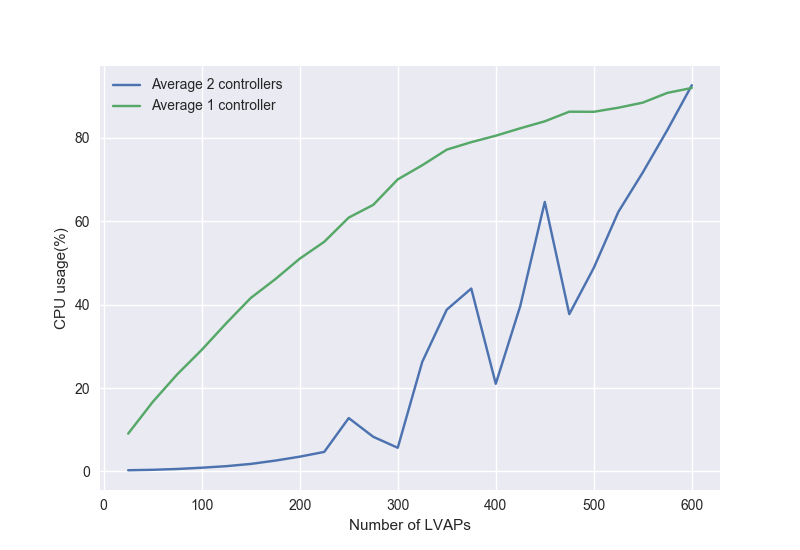 Average 2 controllers
Average 1 controller
CPU usage(%)
80
60
40
20
0
0 100 200 300 400 500 600
Number of LVAPs